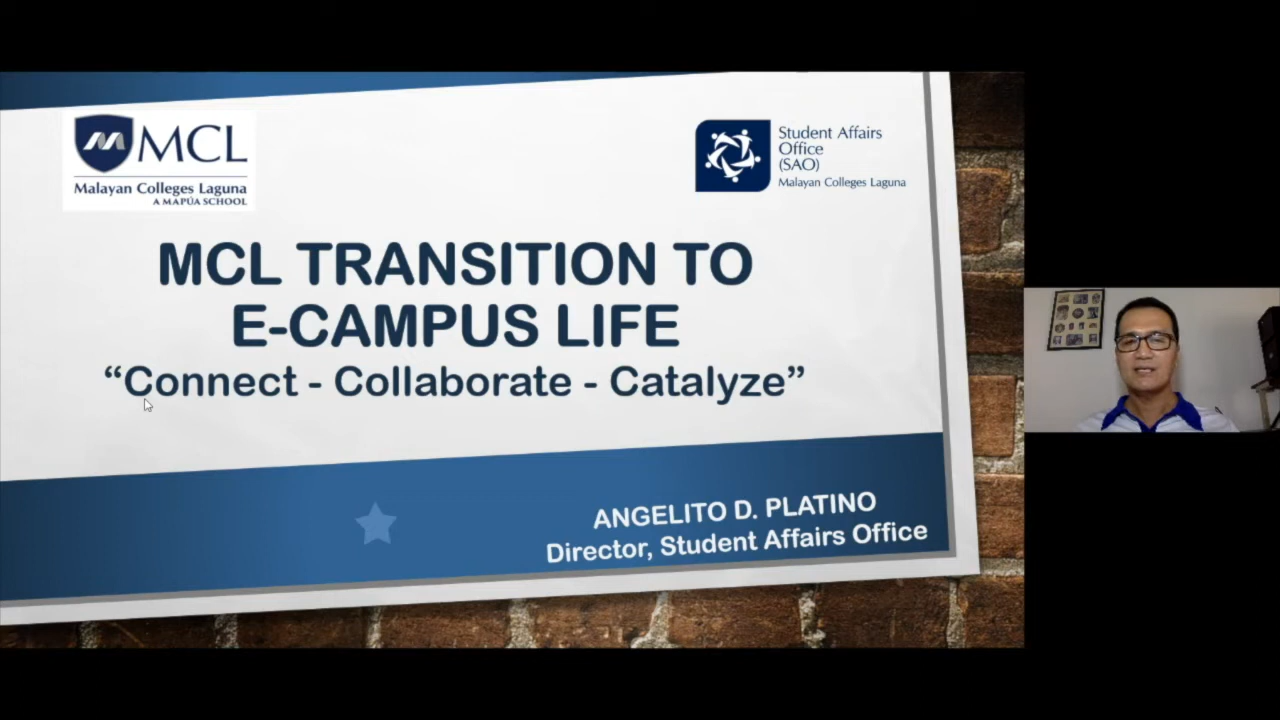 MCL
Malayan Colleges Laguna
A MAPÚA SCHOOL
Student Affairs
Office
(SAO)
Malayan Colleges Laguna
MCL TRANSITION TO
E-CAMPUS LIFE
“Connect - Collaborate - Catalyze”
ANGELITO D. PLATINO
Director, Student Affairs Office